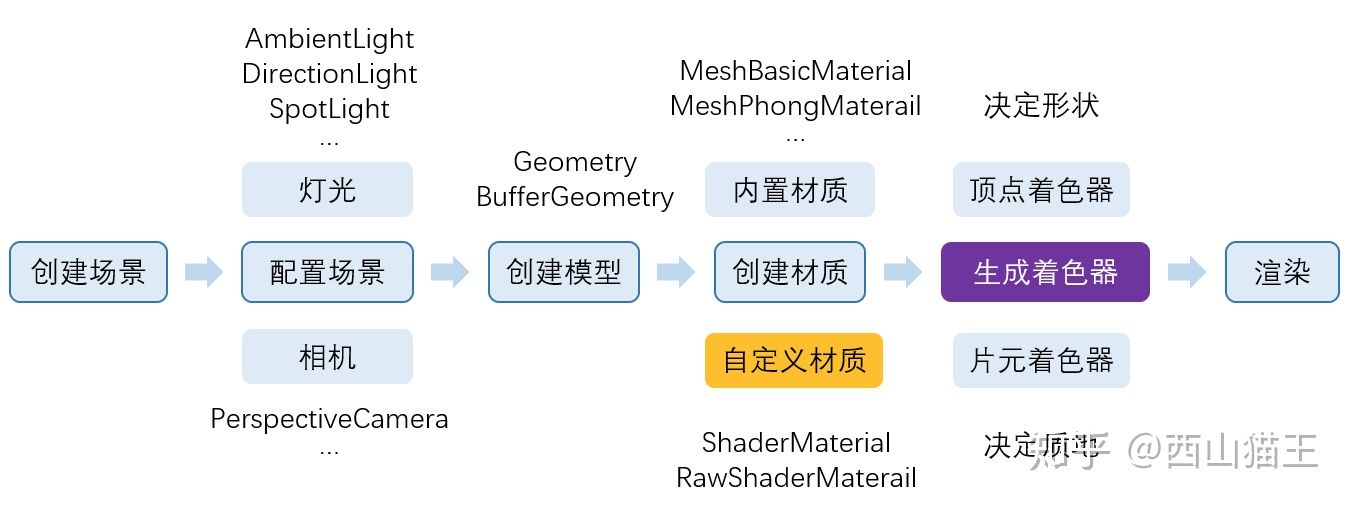 AmbientLight
DirectionLight
SpotLight
...
灯光
Geometry
BufferGeometry
MeshBasicMaterial
MeshPhongMaterail
...
内置材质
决定形状
顶点着色器
创建场景
配置场景
创建模型
创建材质
生成着色器
渲染
相机
PerspectiveCamera
...
自定义材质
ShaderMaterial
RawShaderMaterail
片元着色器
决定质地
知乎 @西山猫王